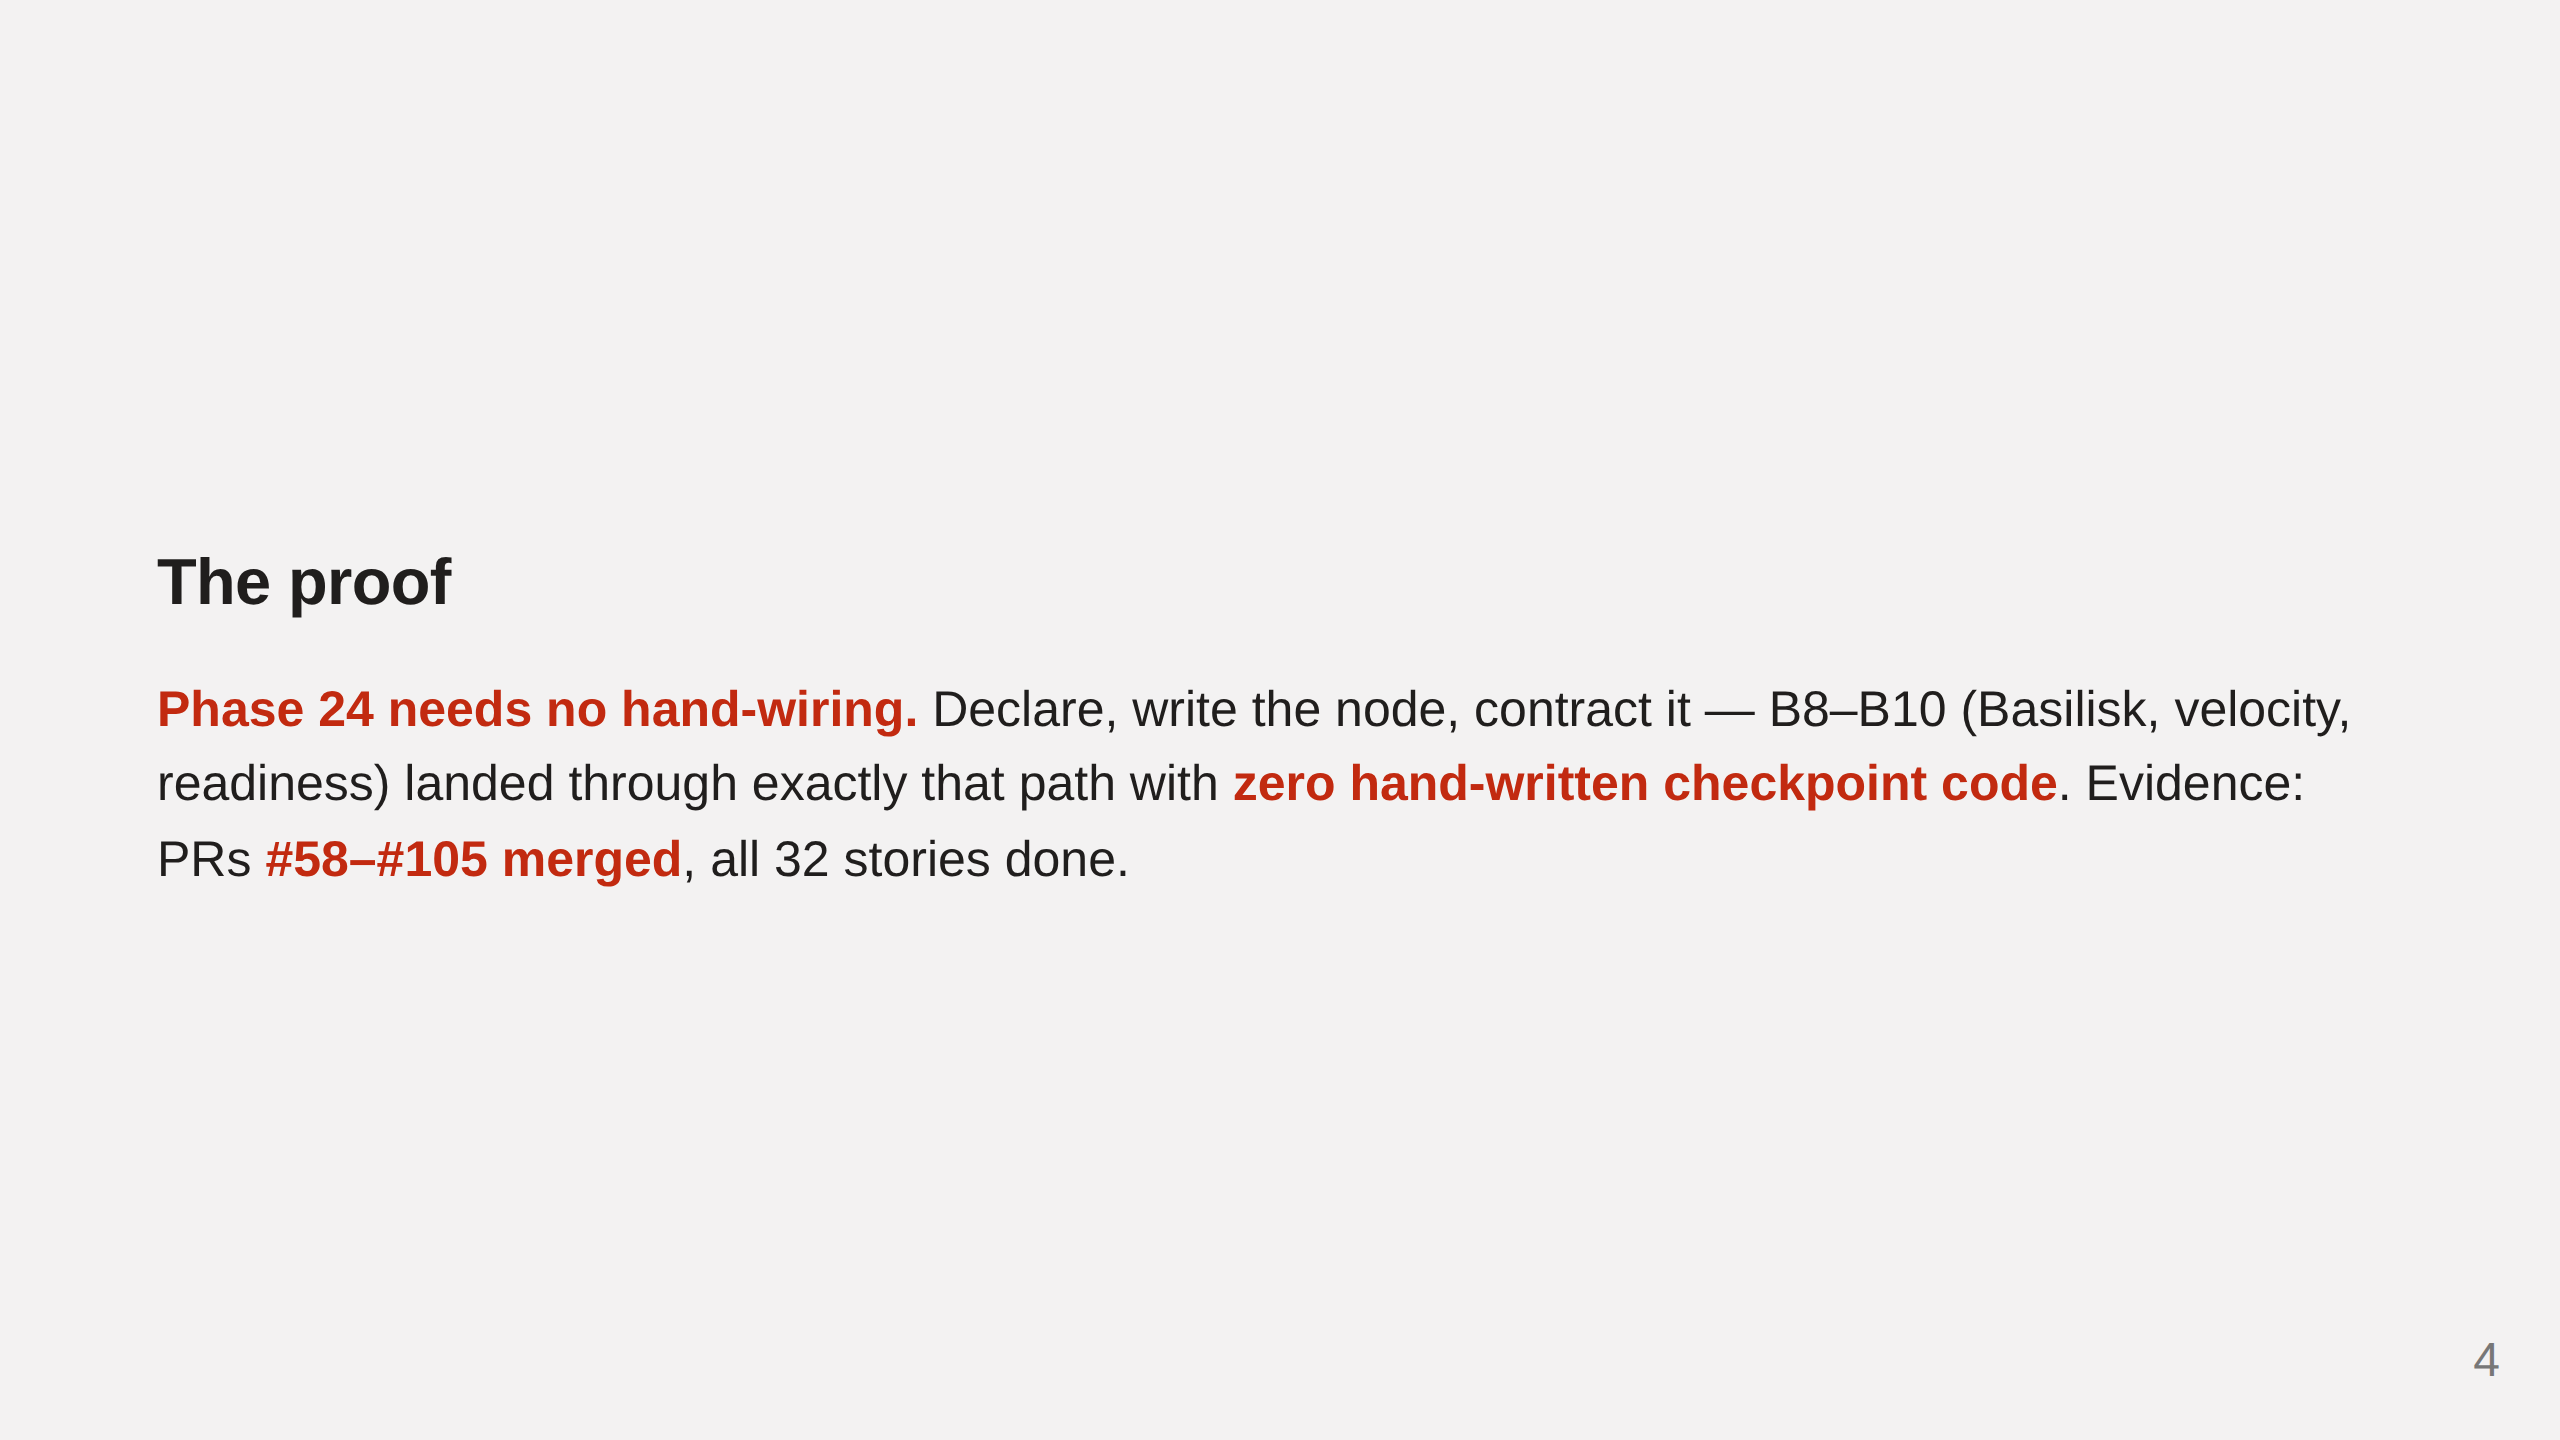 The proof
Phase 24 needs no hand-wiring. Declare, write the node, contract it — B8–B10 (Basilisk, velocity,
readiness) landed through exactly that path with zero hand-written checkpoint code. Evidence:
PRs #58–#105 merged, all 32 stories done.
4